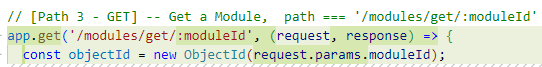 // [Path 3 - GET] -- Get a Module,  path === '/modules/get/:moduleId'
app.get('/modules/get/:moduleId', (request, response) => {
  const objectId = new ObjectId(request.params.moduleId);